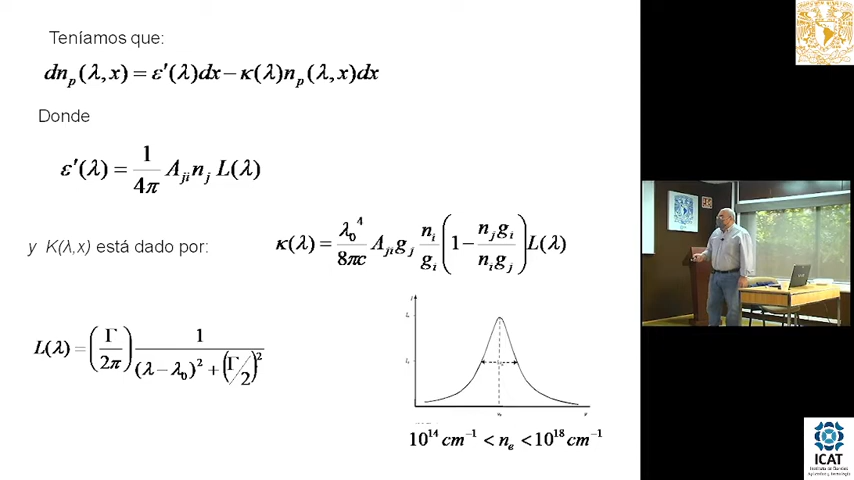 Teníamos que:
dn_p(λ,x) = ε'(λ)dx − κ(λ)n_p(λ,x)dx
Donde
ε'(λ) = 1/4π A_ji n_j L(λ)
y K(λ,x) está dado por:
κ(λ) = λ_0^4/8πc A_ji g_j n_i/g_i (1 − n_j g_i/n_i g_j) L(λ)
L(λ) = (Γ/2π) 1/((λ − λ_0)^2 + (Γ/2)^2)
10^14 cm^−1 < n_e < 10^18 cm^−1
ICAT